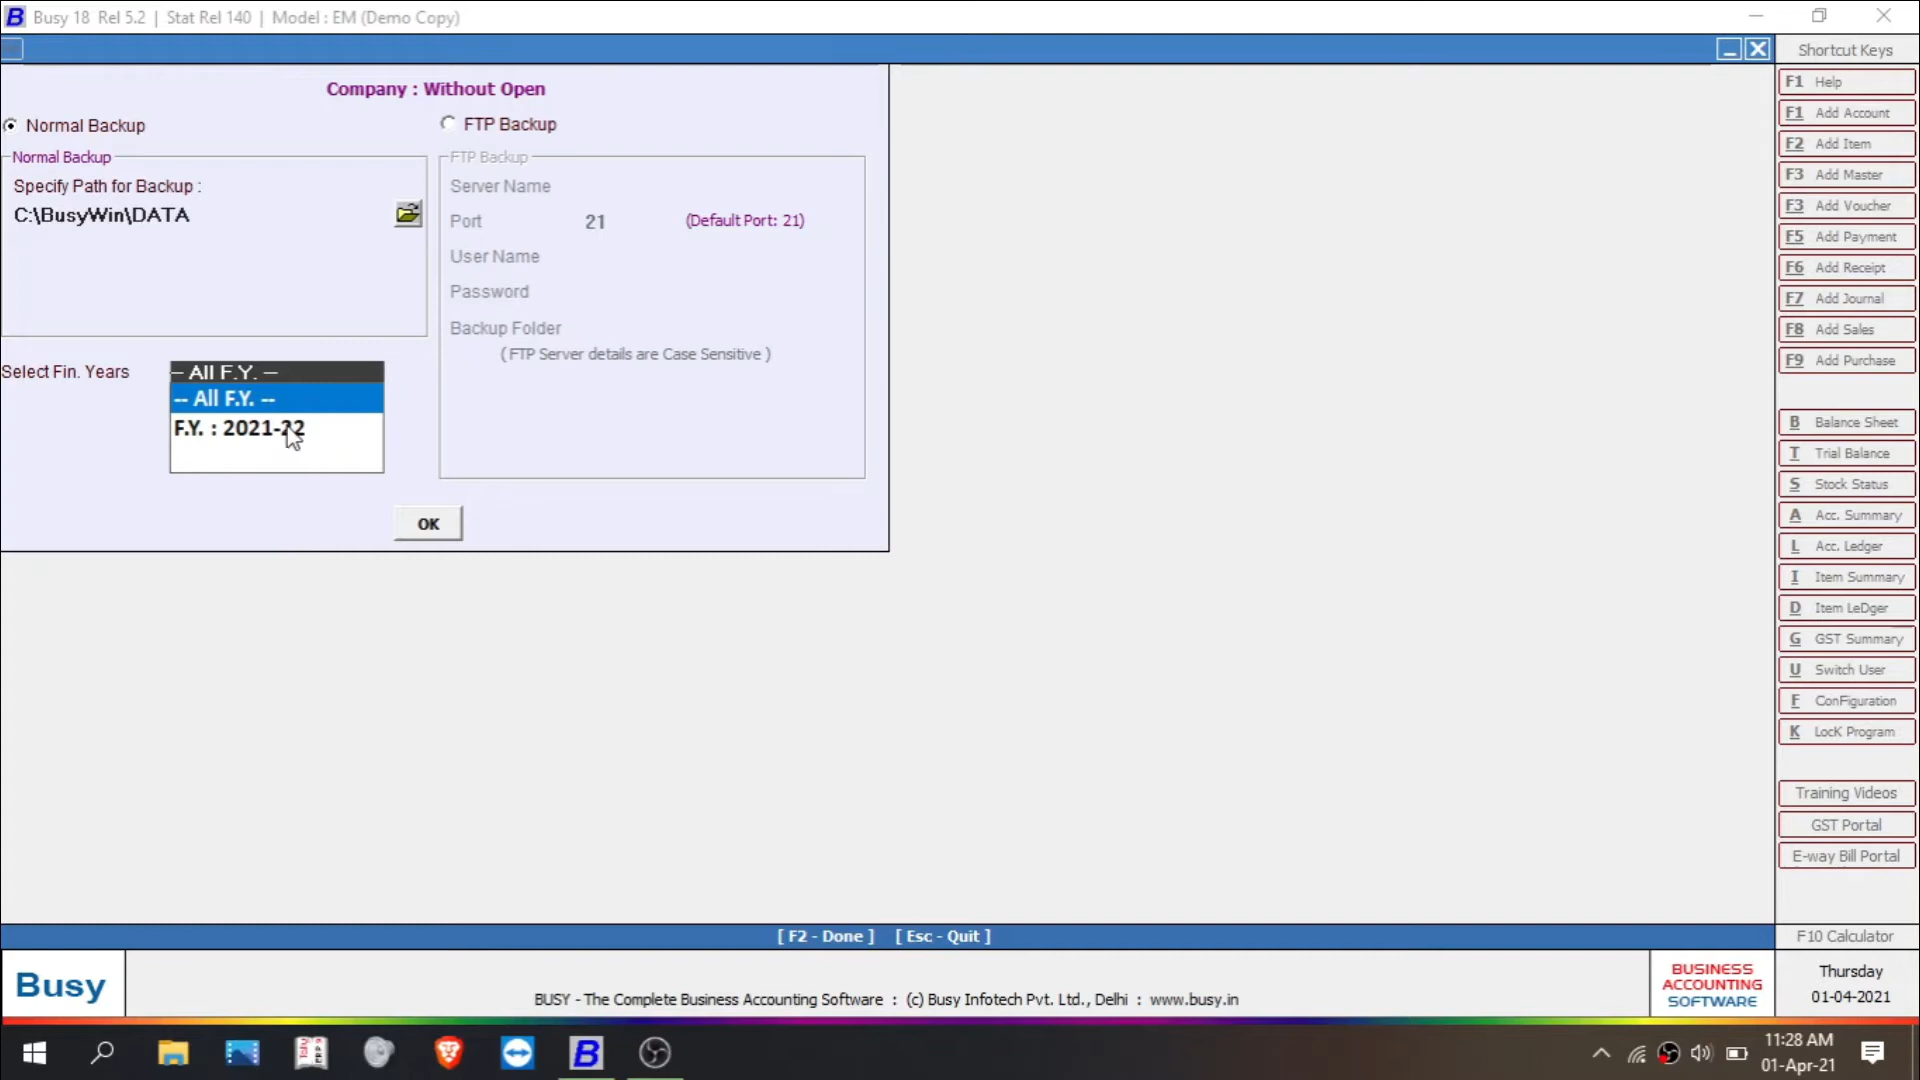 Busy 18 Rel 5.2 | Stat Rel 140 | Model : EM (Demo Copy)
Shortcut Keys
Company : Without Open
Normal Backup
FTP Backup
Normal Backup
Specify Path for Backup :
C:\BusyWin\DATA
FTP Backup
Server Name
Port 21 (Default Port: 21)
User Name
Password
Backup Folder
( FTP Server details are Case Sensitive )
Select Fin. Years
-- All F.Y. --
-- All F.Y. --
F.Y. : 2021-22
OK
F1 Help
F1 Add Account
F2 Add Item
F3 Add Master
F3 Add Voucher
F5 Add Payment
F6 Add Receipt
F7 Add Journal
F8 Add Sales
F9 Add Purchase
B Balance Sheet
T Trial Balance
S Stock Status
A Acc. Summary
L Acc. Ledger
I Item Summary
D Item LeDger
G GST Summary
U Switch User
F ConFiguration
K LocK Program
Training Videos
GST Portal
E-way Bill Portal
[ F2 - Done ] [ Esc - Quit ]
F10 Calculator
Busy
BUSY - The Complete Business Accounting Software : (c) Busy Infotech Pvt. Ltd., Delhi : www.busy.in
BUSINESS
ACCOUNTING
SOFTWARE
Thursday
01-04-2021
11:28 AM
01-Apr-21